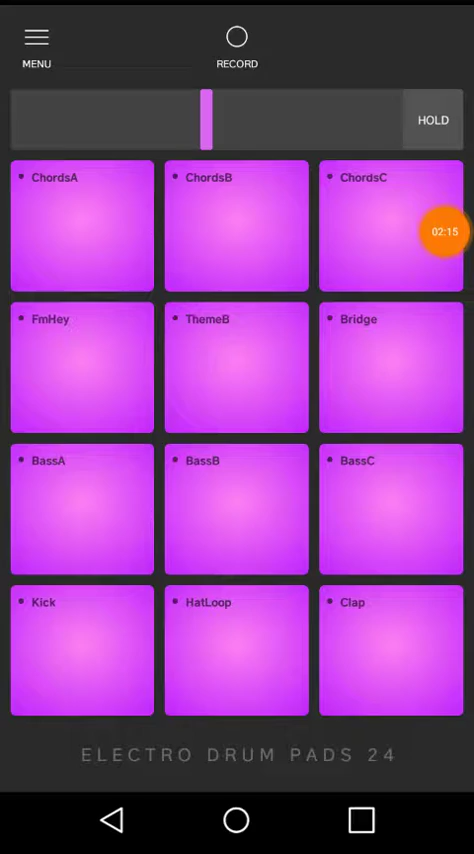 MENU
RECORD
HOLD
ChordsA
ChordsB
ChordsC
02:15
FmHey
ThemeB
Bridge
BassA
BassB
BassC
Kick
HatLoop
Clap
ELECTRO DRUM PADS 24